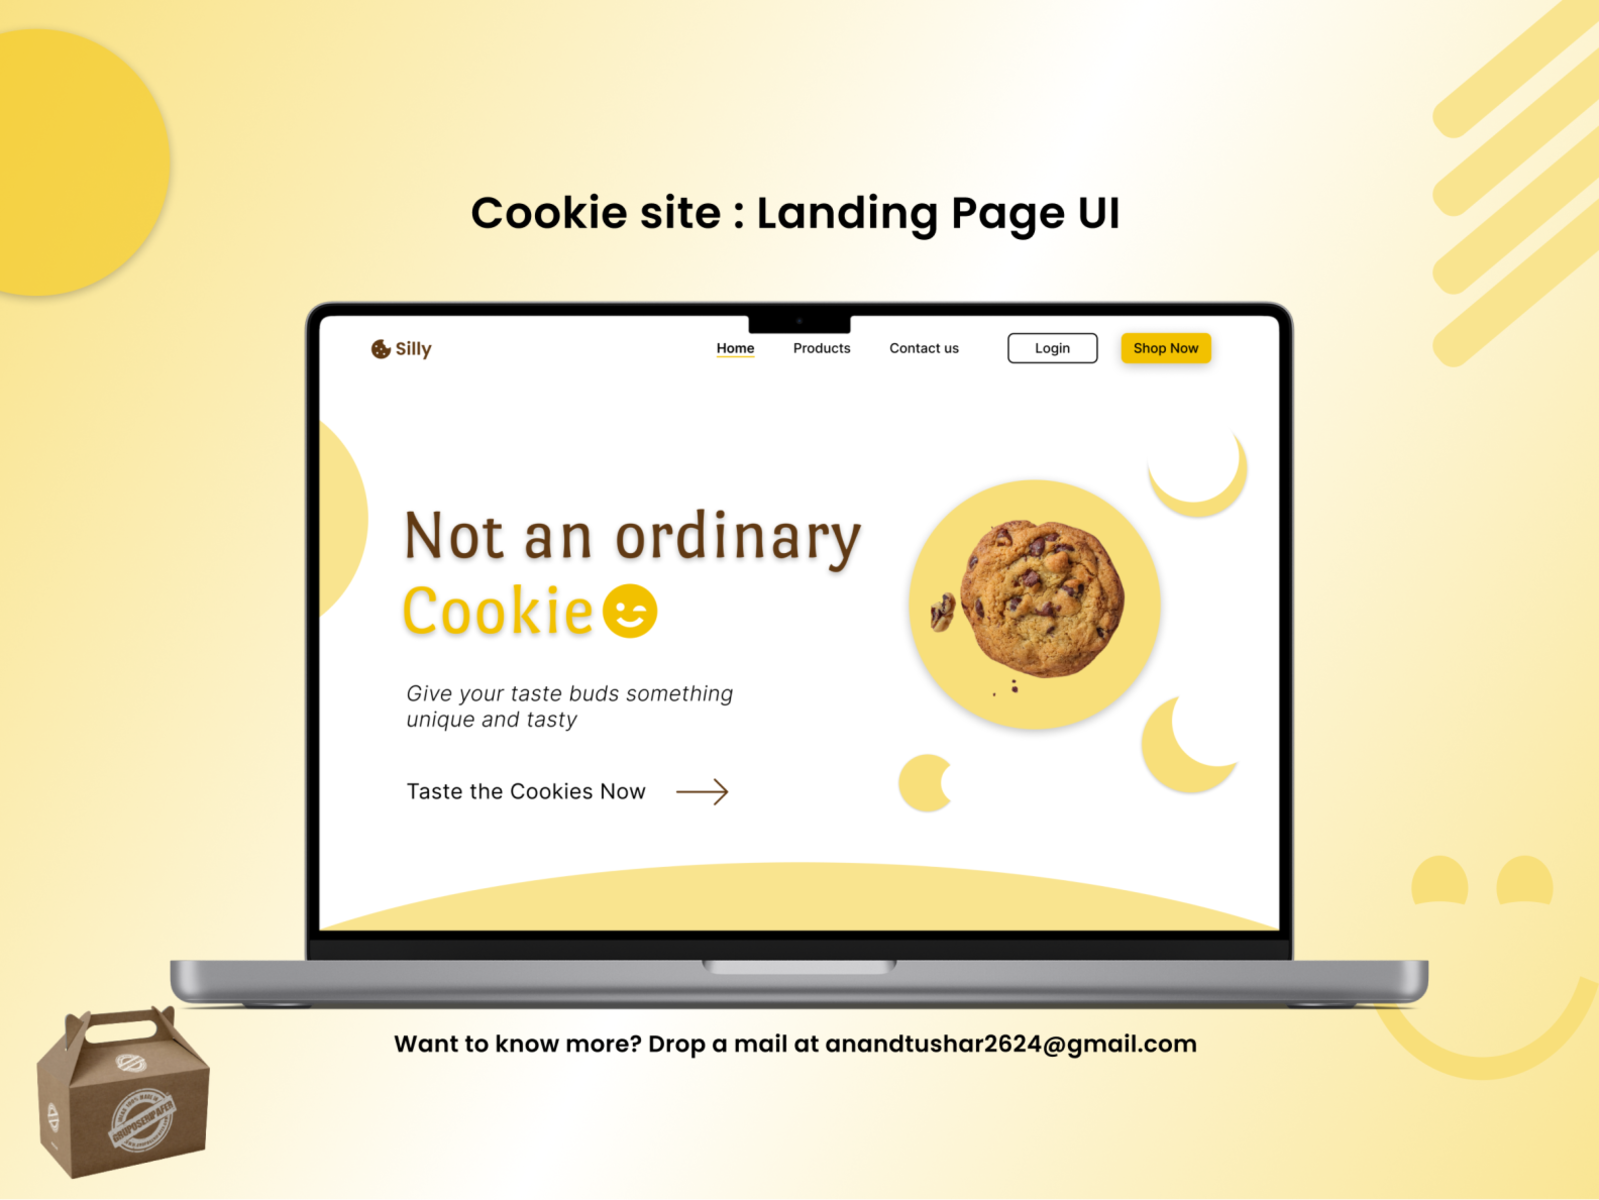 Cookie site : Landing Page UI
Silly
Home
Products
Contact us
Login
Shop Now
Not an ordinary
Cookie
Give your taste buds something
unique and tasty
Taste the Cookies Now
Want to know more? Drop a mail at anandtushar2624@gmail.com